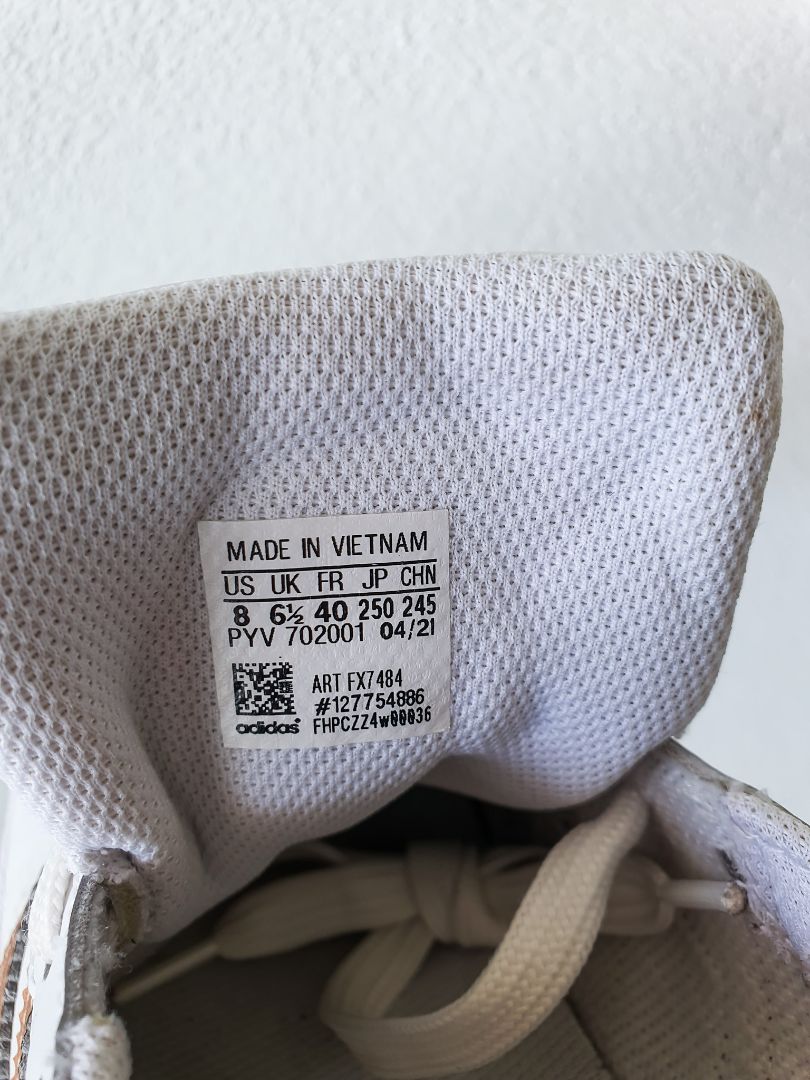 MADE IN VIETNAM
US UK FR JP CHN
8 6½ 40 250 245
PYV 702001 04/21
ART FX7484
#127754886
adidas FHPCZZ4w00036